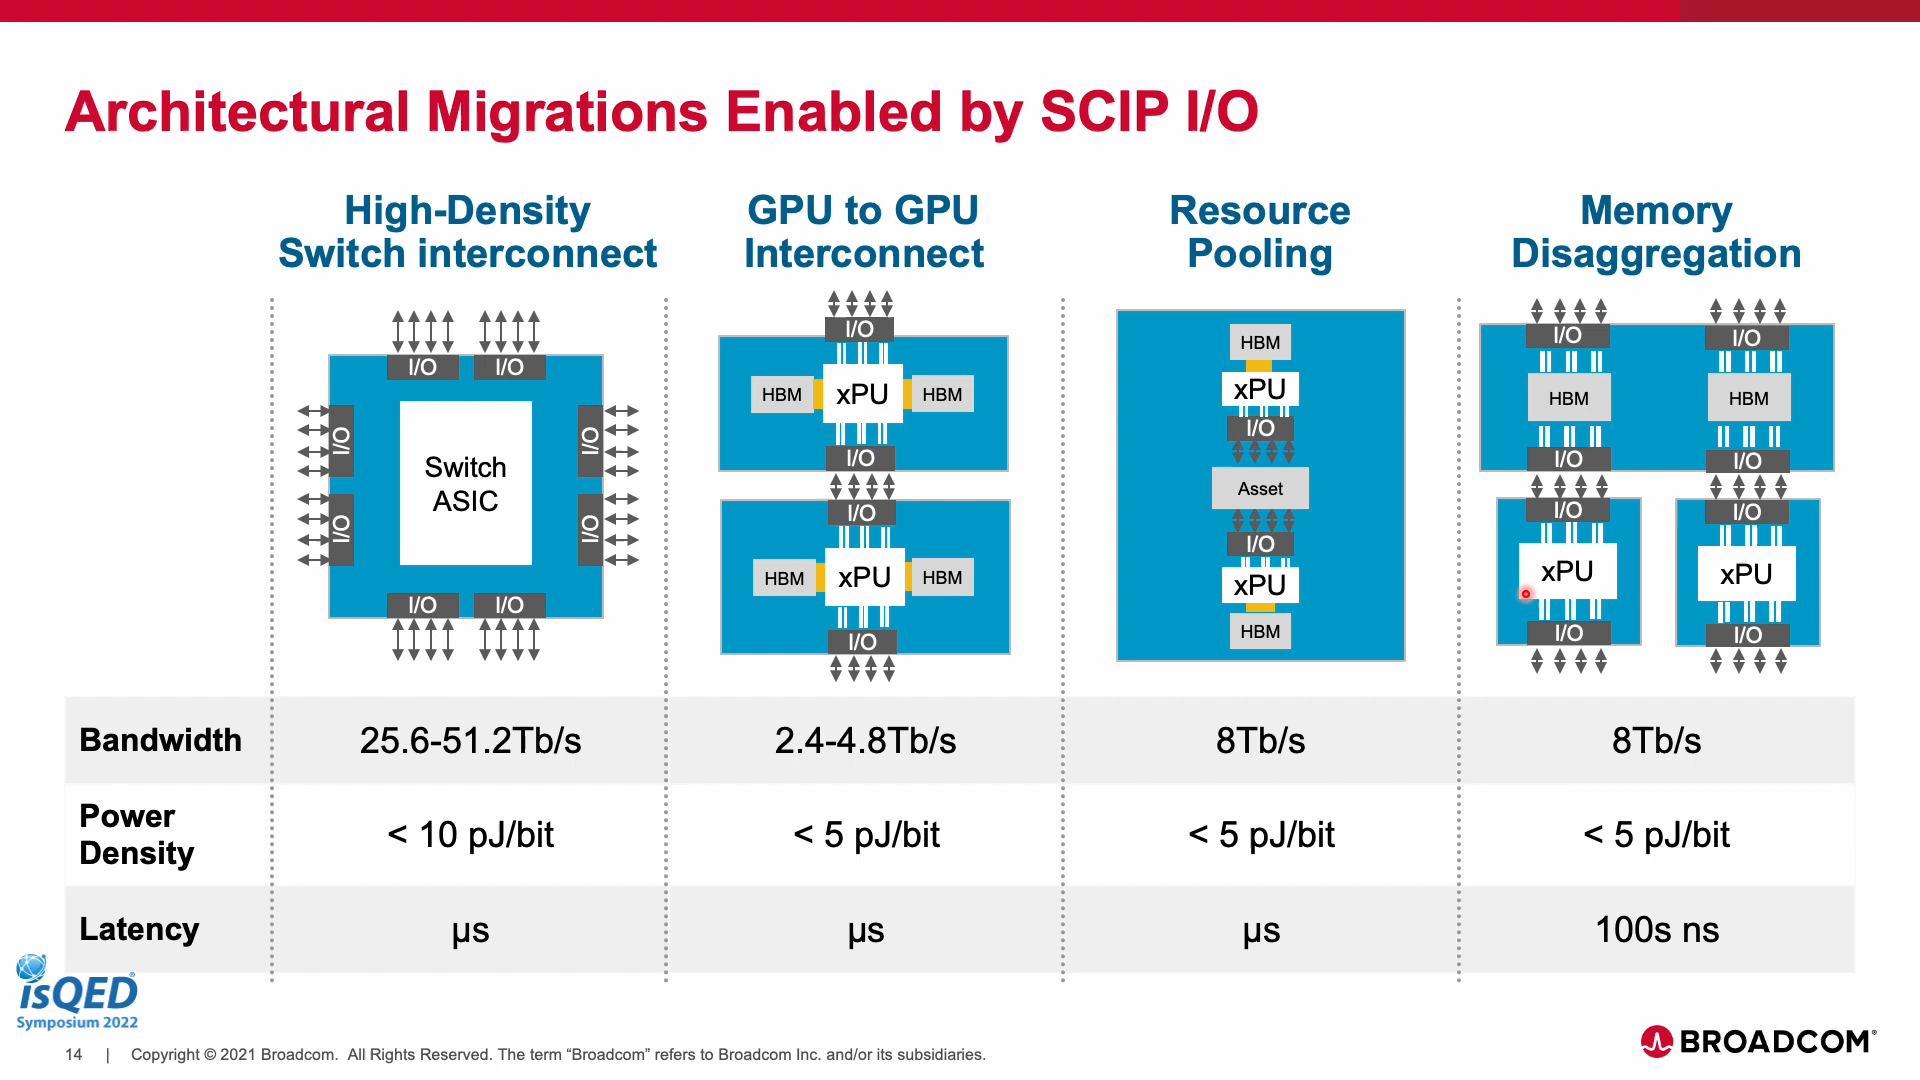 Architectural Migrations Enabled by SCIP I/O
High-Density
Switch interconnect
GPU to GPU
Interconnect
Resource
Pooling
Memory
Disaggregation
I/O
I/O
I/O
I/O
Switch
ASIC
I/O
I/O
I/O
I/O
I/O
HBM
xPU
HBM
I/O
I/O
HBM
xPU
HBM
I/O
HBM
xPU
I/O
Asset
I/O
xPU
HBM
I/O
I/O
HBM
HBM
I/O
I/O
I/O
I/O
xPU
xPU
I/O
I/O
Bandwidth
25.6-51.2Tb/s
2.4-4.8Tb/s
8Tb/s
8Tb/s
Power
Density
< 10 pJ/bit
< 5 pJ/bit
< 5 pJ/bit
< 5 pJ/bit
Latency
µs
µs
µs
100s ns
isQED
Symposium 2022
14 | Copyright © 2021 Broadcom. All Rights Reserved. The term “Broadcom” refers to Broadcom Inc. and/or its subsidiaries.
BROADCOM®